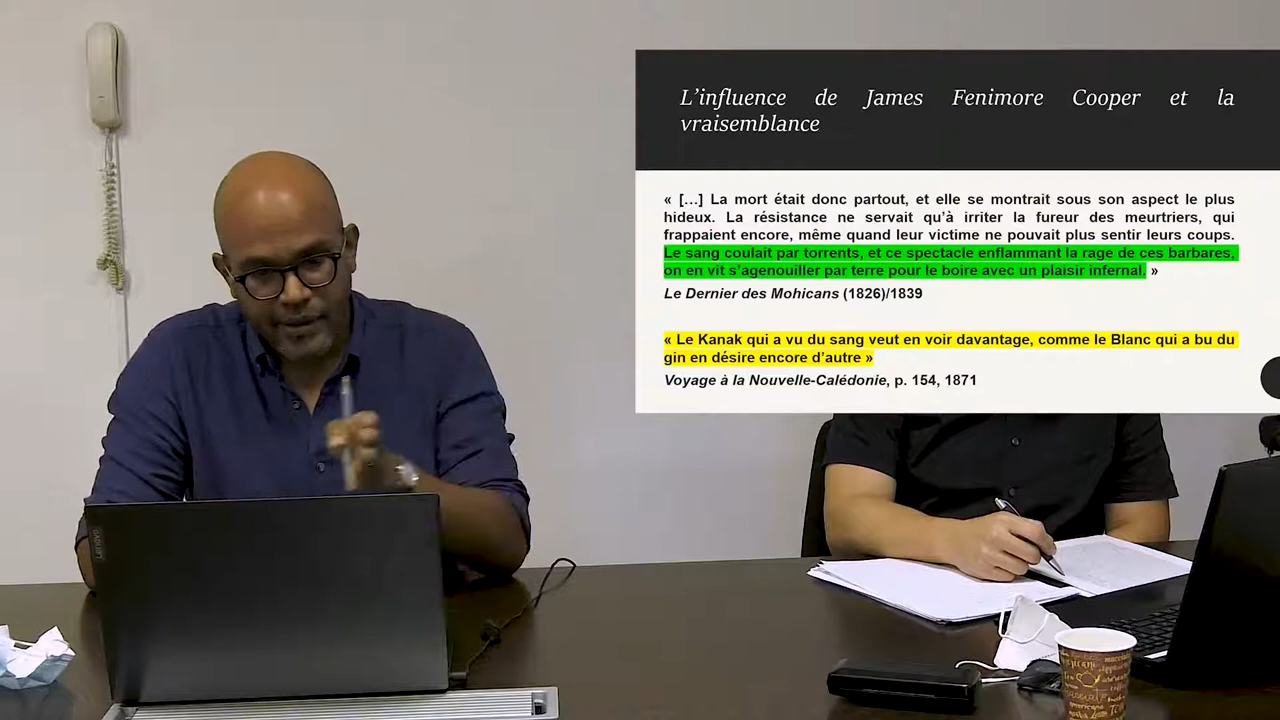 L'influence de James Fenimore Cooper et la
vraisemblance
« […] La mort était donc partout, et elle se montrait sous son aspect le plus
hideux. La résistance ne servait qu'à irriter la fureur des meurtriers, qui
frappaient encore, même quand leur victime ne pouvait plus sentir leurs coups.
Le sang coulait par torrents, et ce spectacle enflammant la rage de ces barbares,
on en vit s'agenouiller par terre pour le boire avec un plaisir infernal. »
Le Dernier des Mohicans (1826)/1839
« Le Kanak qui a vu du sang veut en voir davantage, comme le Blanc qui a bu du
gin en désire encore d'autre »
Voyage à la Nouvelle-Calédonie, p. 154, 1871